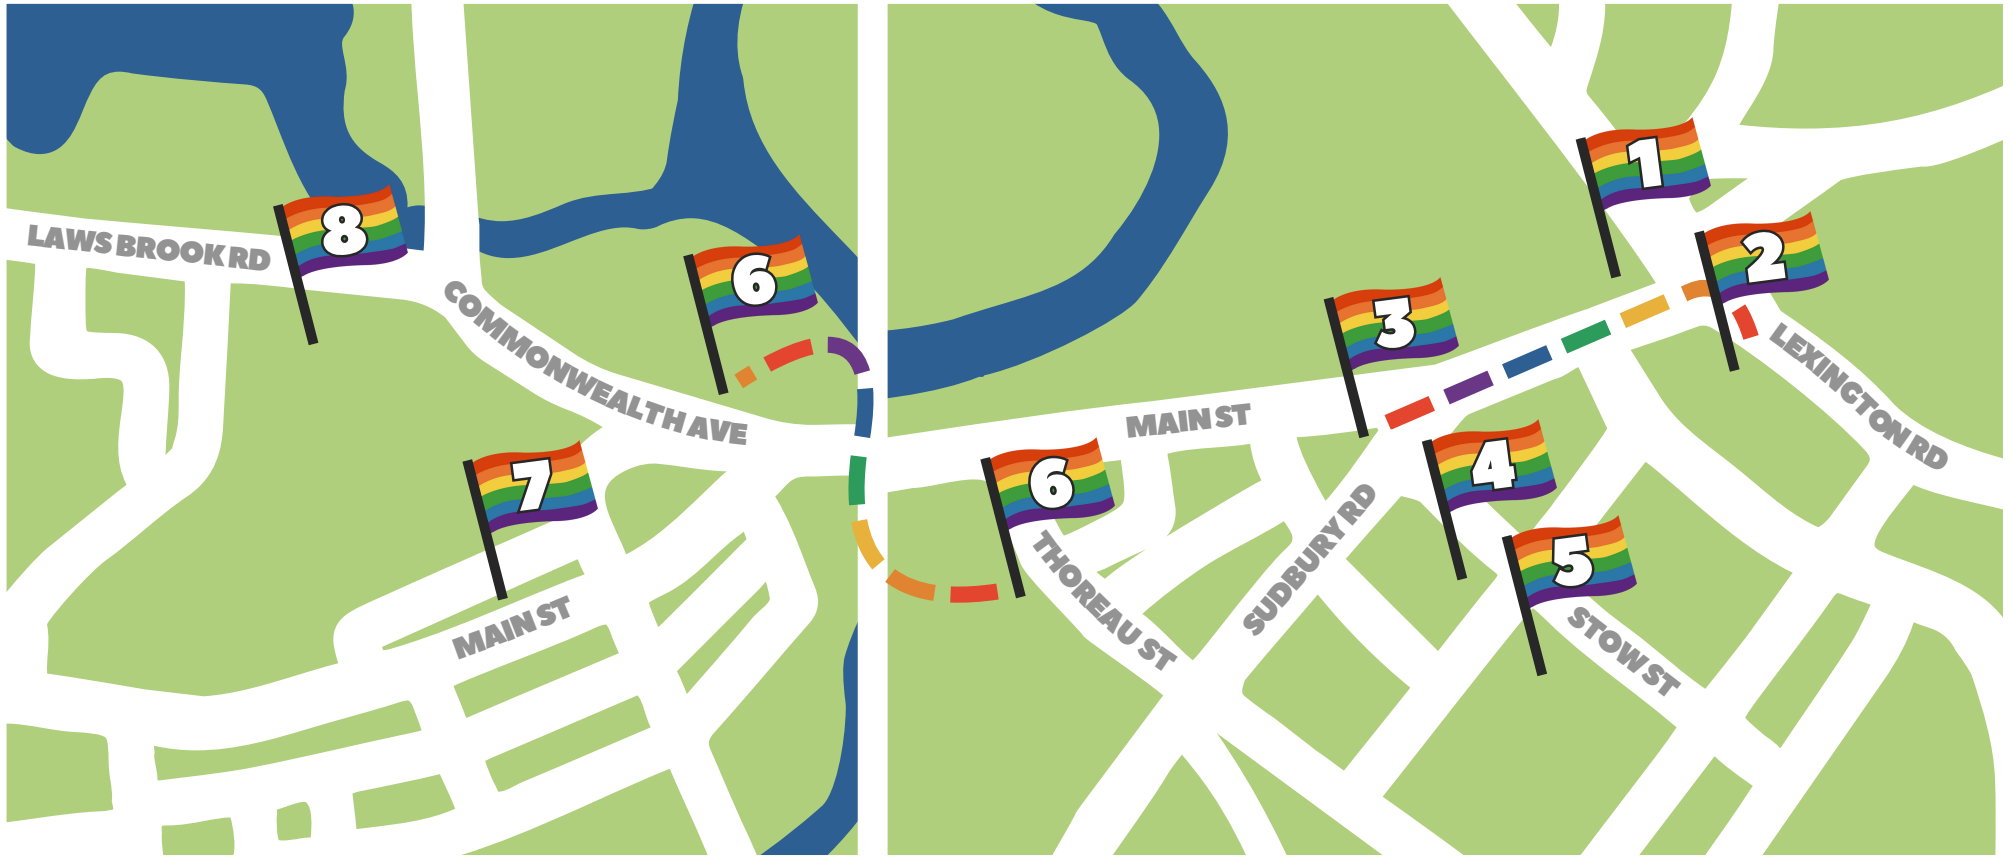 1
2
8
LAWS BROOK RD
6
3
COMMONWEALTH AVE
MAIN ST
LEXINGTON RD
7
6
4
SUDBURY RD
5
THOREAU ST
MAIN ST
STOW ST